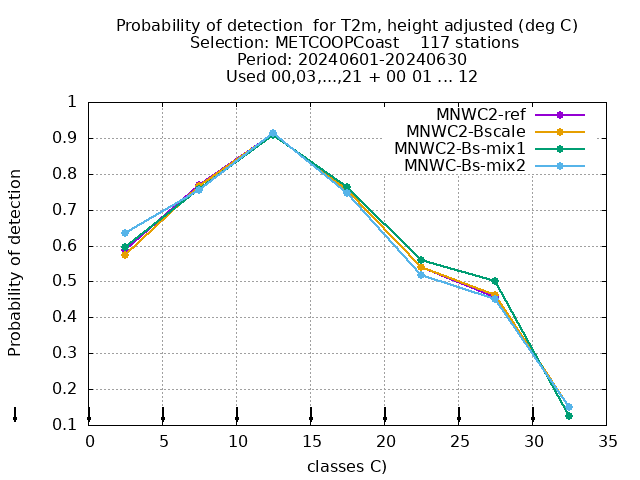 Probability of detection  for T2m, height adjusted (deg C)
Selection: METCOOPCoast    117 stations
Period: 20240601-20240630
Used 00,03,...,21 + 00 01 ... 12
MNWC2-ref
MNWC2-Bscale
MNWC2-Bs-mix1
MNWC-Bs-mix2
Probability of detection
1
0.9
0.8
0.7
0.6
0.5
0.4
0.3
0.2
0.1
0 5 10 15 20 25 30 35
classes C)